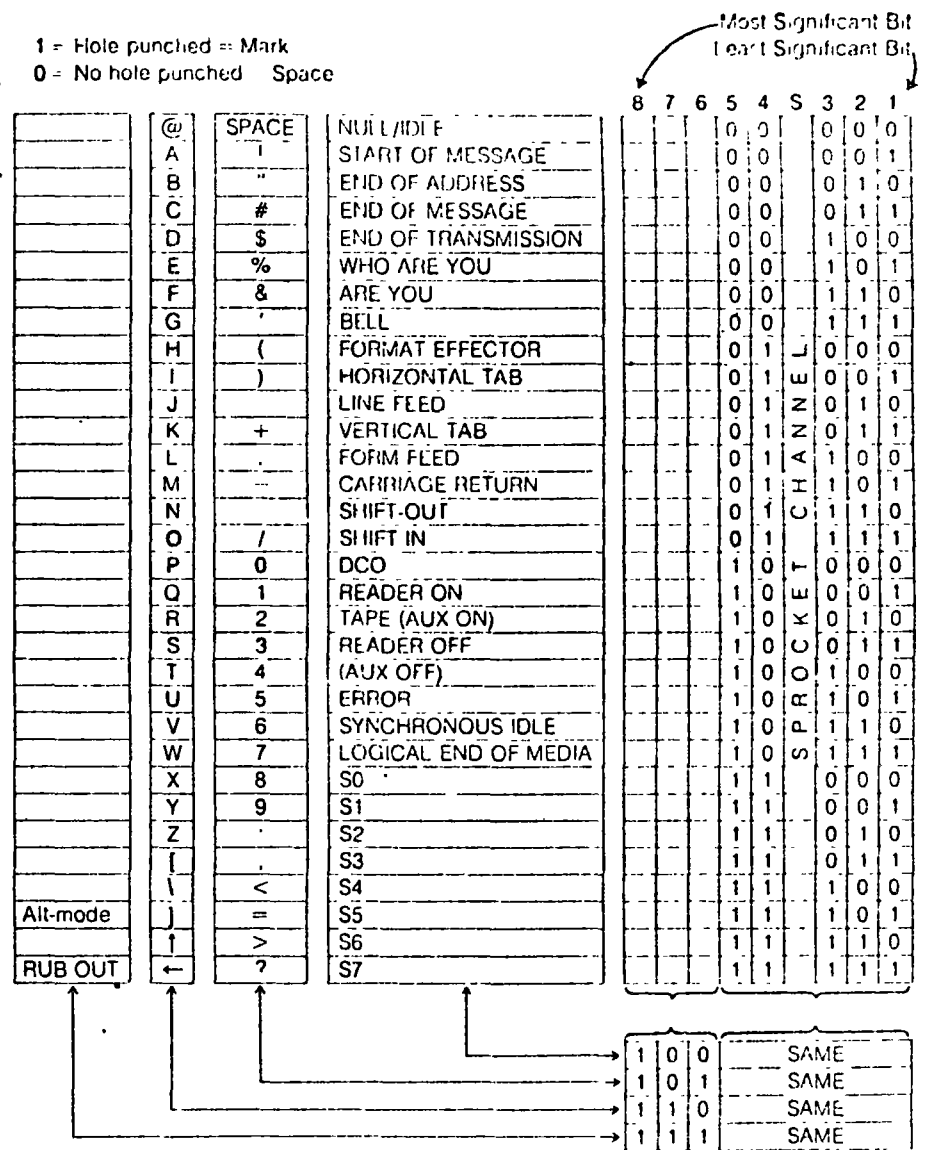 Most Significant Bit
Least Significant Bit
1 = Hole punched = Mark
0 = No hole punched Space
8 7 6 5 4 S 3 2 1
@ SPACE NULL/IDLE 0 0 0 0 0
A ! START OF MESSAGE 0 0 0 0 1
B " END OF ADDRESS 0 0 0 1 0
C # END OF MESSAGE 0 0 0 1 1
D $ END OF TRANSMISSION 0 0 1 0 0
E % WHO ARE YOU 0 0 1 0 1
F & ARE YOU 0 0 1 1 0
G ' BELL 0 0 1 1 1
H ( FORMAT EFFECTOR 0 1 0 0 0
I ) HORIZONTAL TAB 0 1 0 0 1
J LINE FEED 0 1 0 1 0
K + VERTICAL TAB 0 1 0 1 1
L . FORM FEED 0 1 1 0 0
M – CARRIAGE RETURN 0 1 1 0 1
N SHIFT-OUT 0 1 1 1 0
O / SHIFT IN 0 1 1 1 1
P 0 DCO 1 0 0 0 0
Q 1 READER ON 1 0 0 0 1
R 2 TAPE (AUX ON) 1 0 0 1 0
S 3 READER OFF 1 0 0 1 1
T 4 (AUX OFF) 1 0 1 0 0
U 5 ERROR 1 0 1 0 1
V 6 SYNCHRONOUS IDLE 1 0 1 1 0
W 7 LOGICAL END OF MEDIA 1 0 1 1 1
X 8 S0 1 1 0 0 0
Y 9 S1 1 1 0 0 1
Z S2 1 1 0 1 0
[ S3 1 1 0 1 1
\ < S4 1 1 1 0 0
Alt-mode ] = S5 1 1 1 0 1
↑ > S6 1 1 1 1 0
RUB OUT ← ? S7 1 1 1 1 1
SPROCKET CHANNEL
1 0 0 SAME
1 0 1 SAME
1 1 0 SAME
1 1 1 SAME